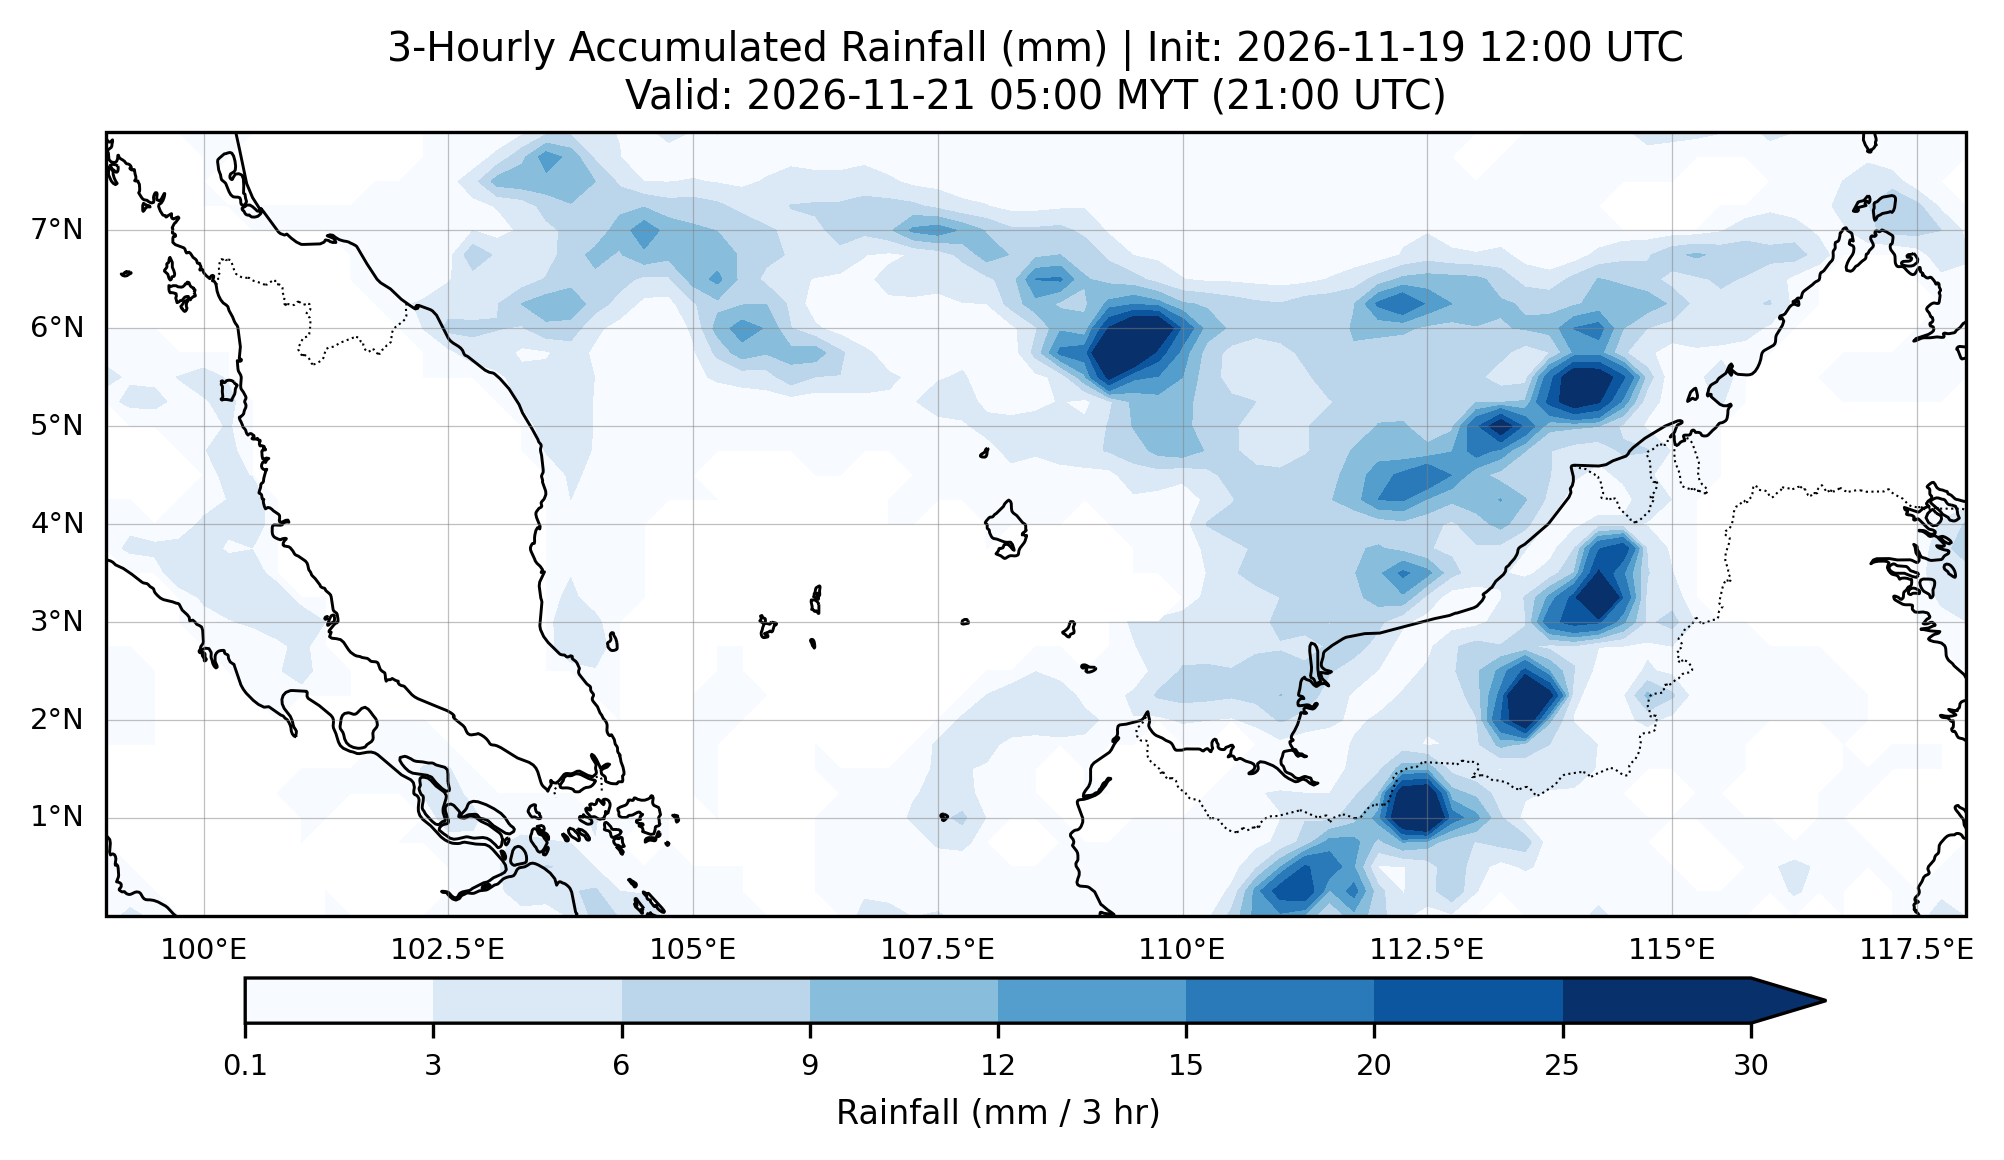 3-Hourly Accumulated Rainfall (mm) | Init: 2026-11-19 12:00 UTC
Valid: 2026-11-21 05:00 MYT (21:00 UTC)
7°N
6°N
5°N
4°N
3°N
2°N
1°N
100°E 102.5°E 105°E 107.5°E 110°E 112.5°E 115°E 117.5°E
0.1 3 6 9 12 15 20 25 30
Rainfall (mm / 3 hr)